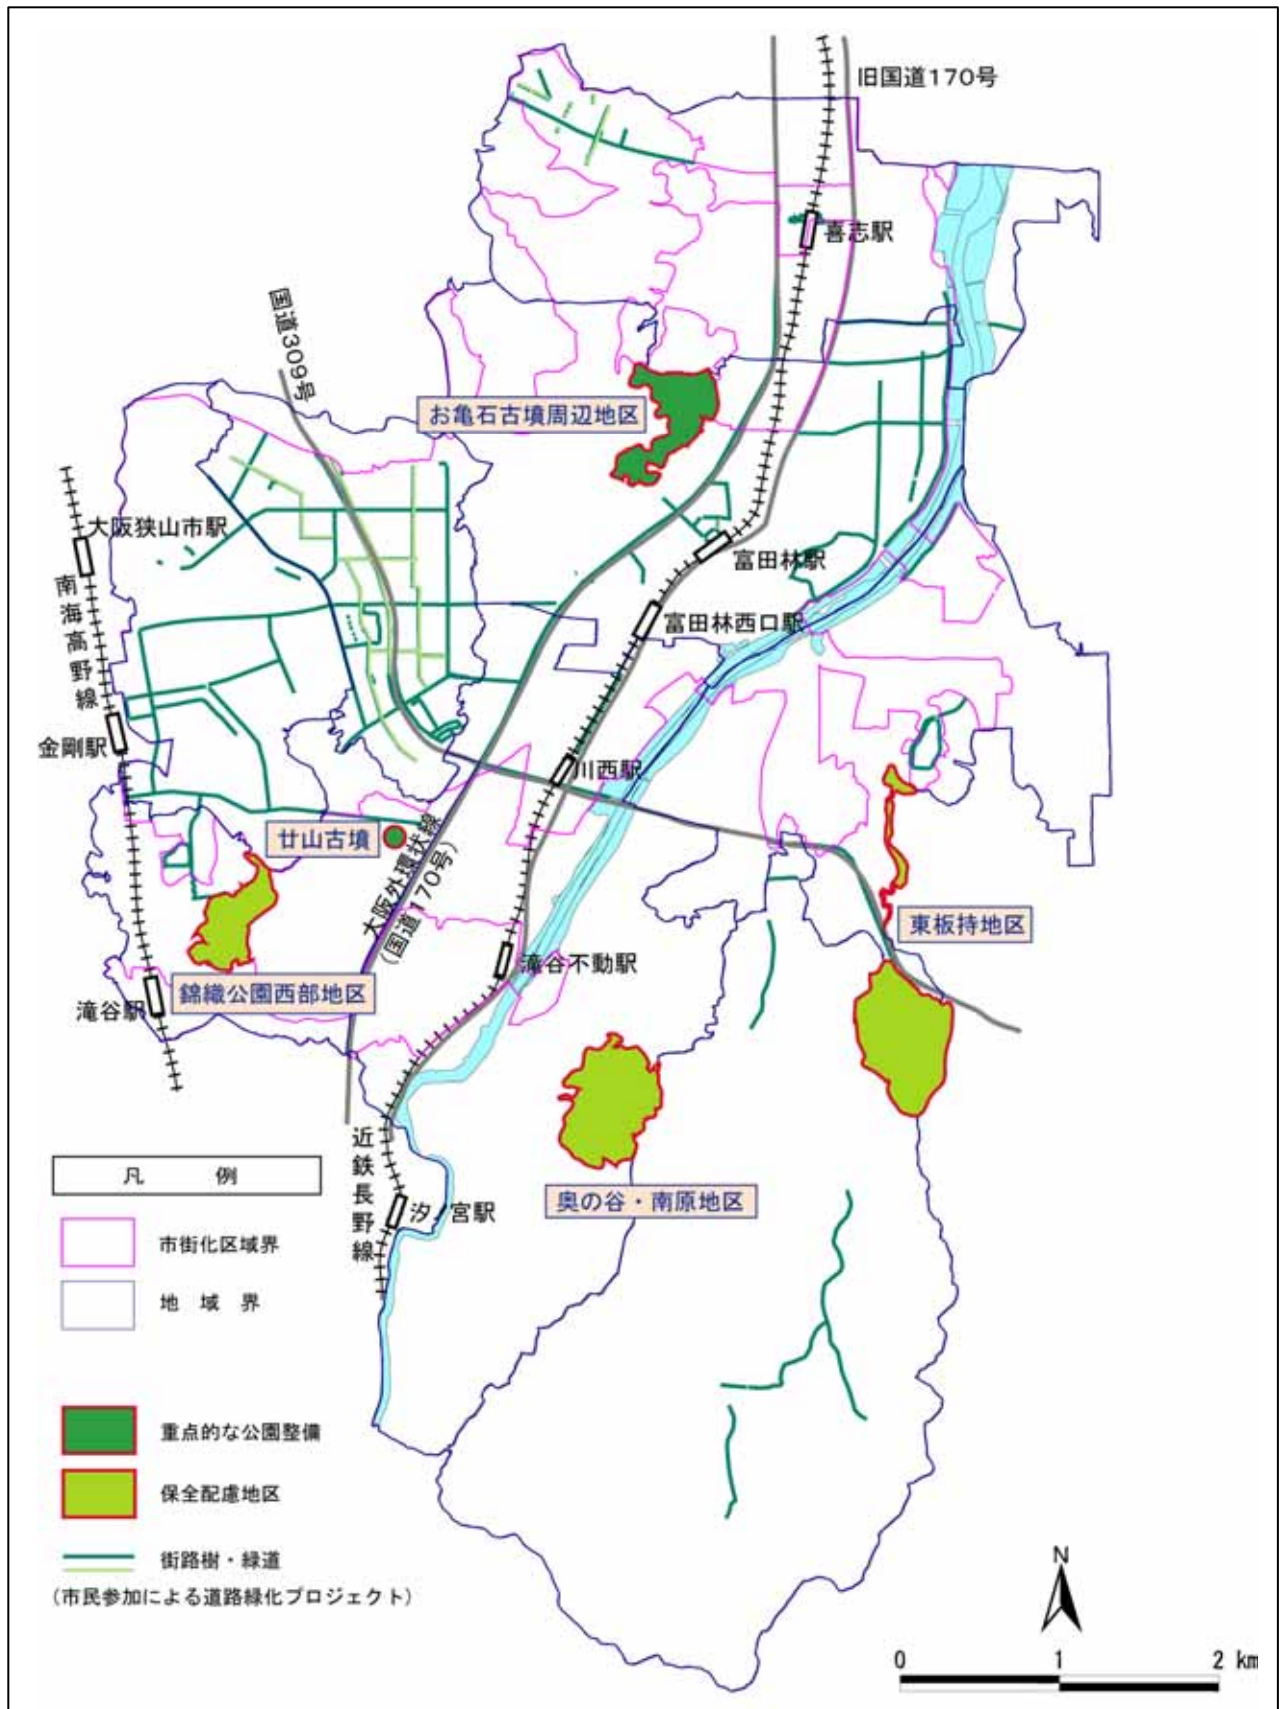 旧国道170号
喜志駅
国道309号
お亀石古墳周辺地区
大阪狭山市駅
南海高野線
富田林駅
富田林西口駅
金剛駅
川西駅
廿山古墳
大阪外環状線
(国道170号)
東板持地区
滝谷不動駅
錦織公園西部地区
滝谷駅
近鉄長野線
奥の谷・南原地区
汐ノ宮駅
凡例
市街化区域界
地域界
重点的な公園整備
保全配慮地区
街路樹・緑道
(市民参加による道路緑化プロジェクト)
N
0 1 2 km